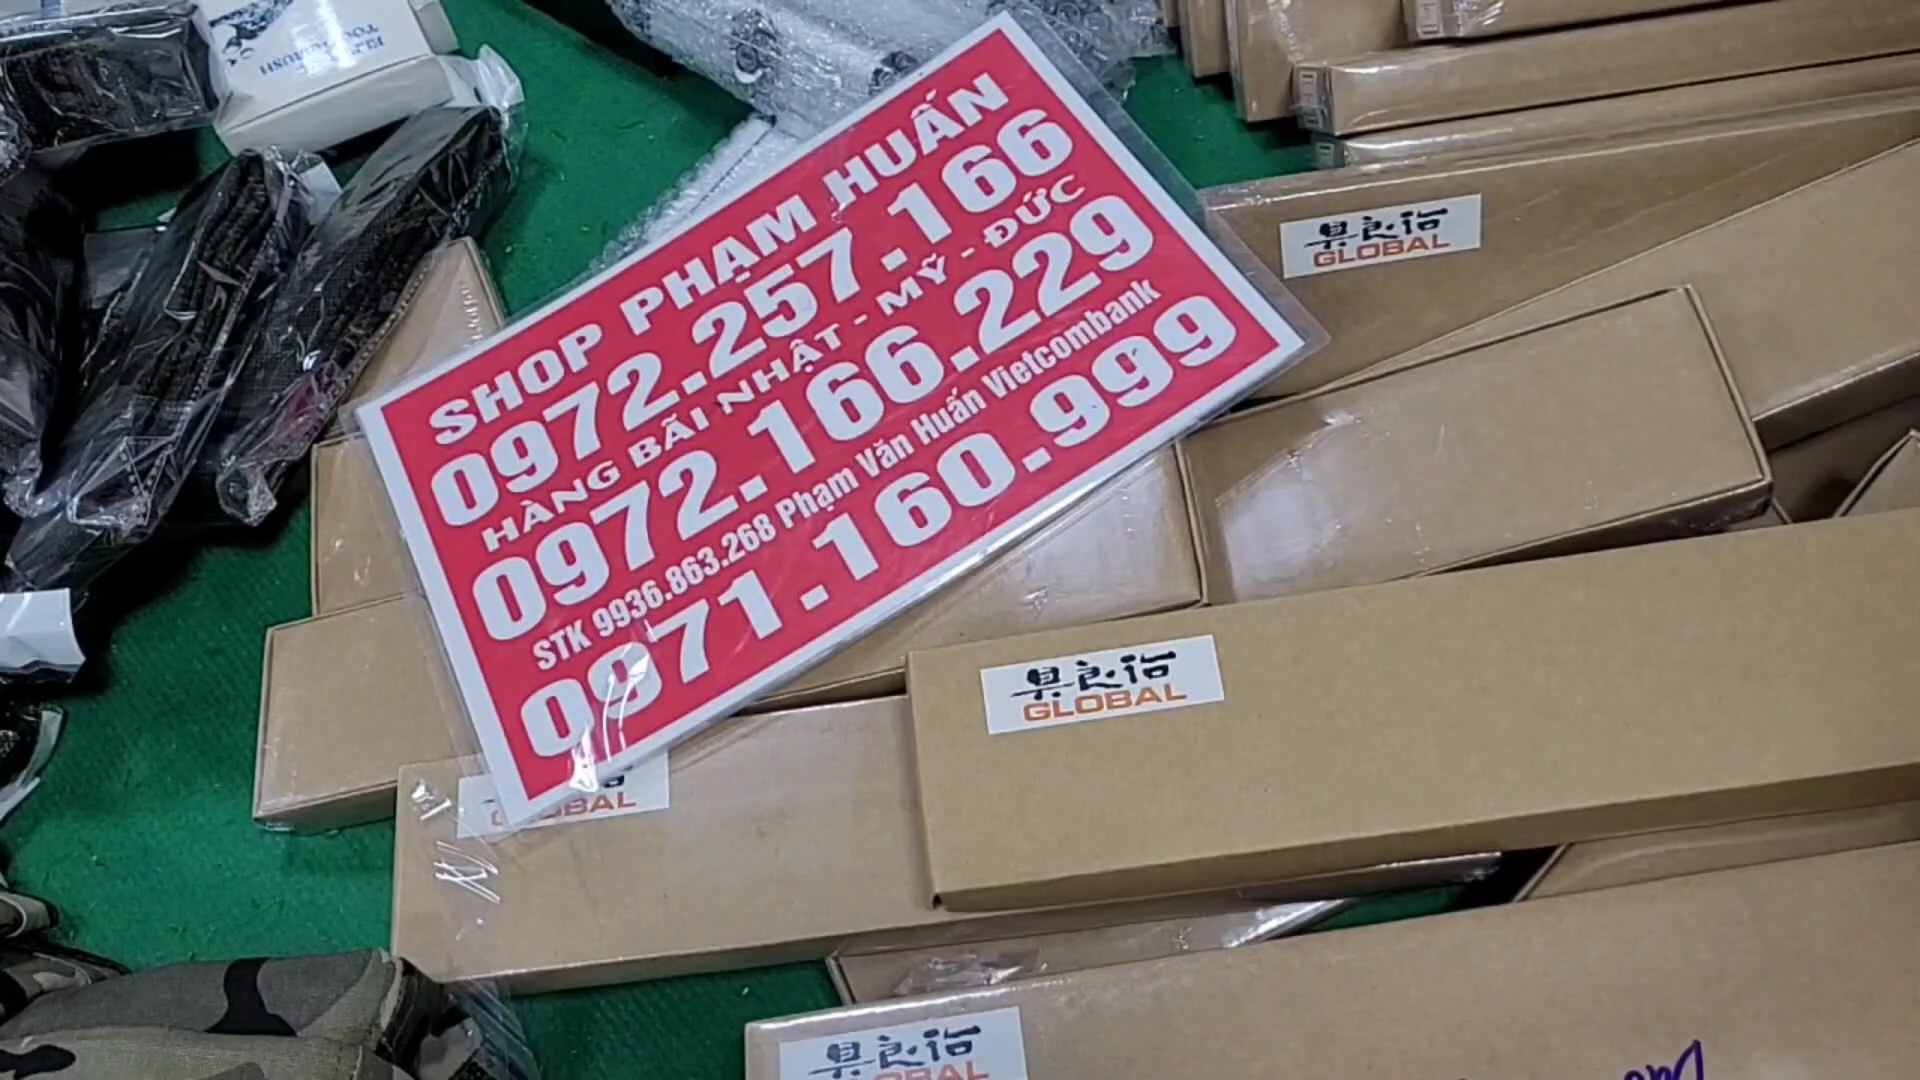 SHOP PHẠM HUẤN
0972.257.166
HÀNG BÃI NHẬT - MỸ - ĐỨC
0972.166.229
STK 9936.863.268 Phạm Văn Huấn Vietcombank
0971.160.999
具良治
GLOBAL
具良治
GLOBAL
GLOBAL
具良治
GLOBAL